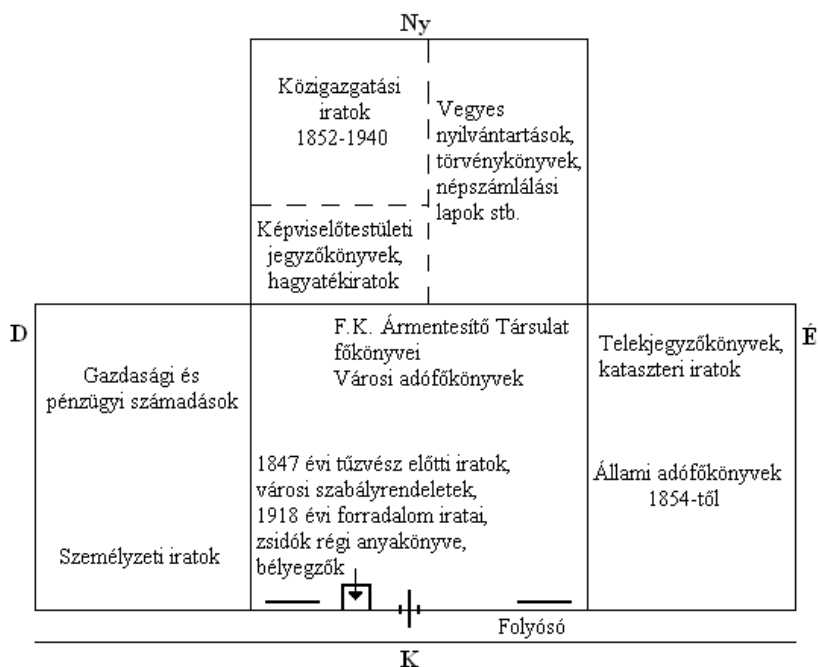 Ny
Közigazgatási
iratok
1852-1940
Vegyes
nyilvántartások,
törvénykönyvek,
népszámlálási
lapok stb.
Képviselőtestületi
jegyzőkönyvek,
hagyatékiratok
D
É
Gazdasági és
pénzügyi számadások
Személyzeti iratok
F.K. Ármentesítő Társulat
főkönyvei
Városi adófőkönyvek
1847 évi tűzvész előtti iratok,
városi szabályrendeletek,
1918 évi forradalom iratai,
zsidók régi anyakönyve,
bélyegzők
Telekjegyzőkönyvek,
kataszteri iratok
Állami adófőkönyvek
1854-től
Folyósó
K